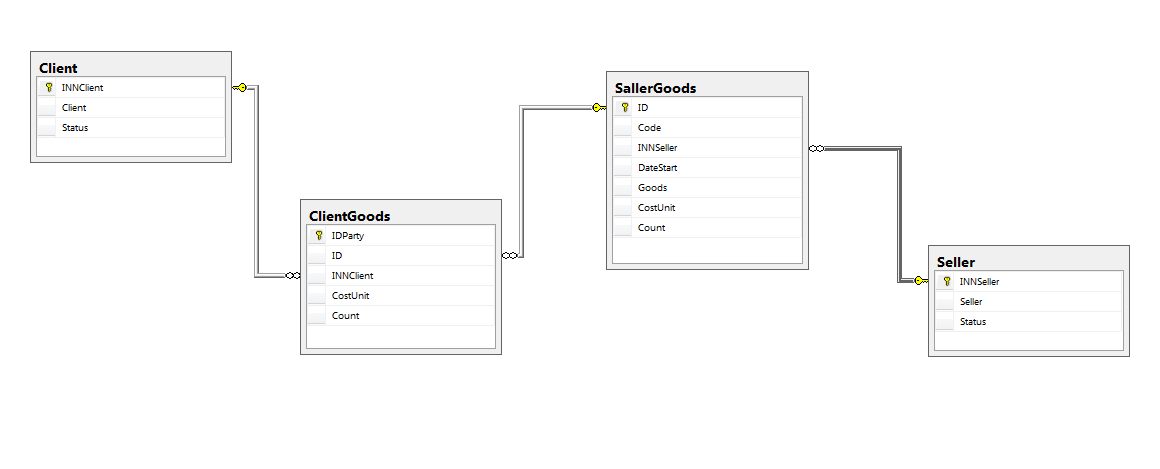 Client
INNClient
Client
Status
ClientGoods
IDParty
ID
INNClient
CostUnit
Count
SallerGoods
ID
Code
INNSeller
DateStart
Goods
CostUnit
Count
Seller
INNSeller
Seller
Status